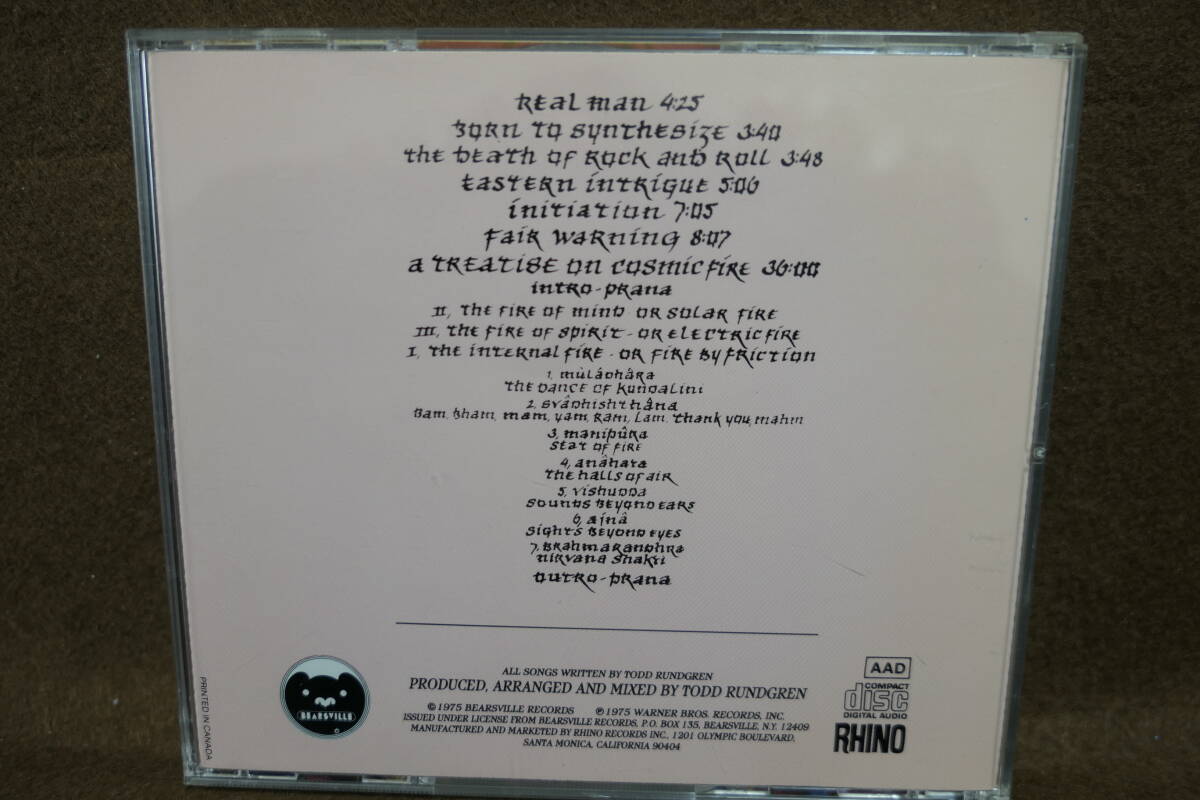 Real Man 4:25
Born to Synthesize 3:40
The Death of Rock and Roll 3:48
Eastern Intrigue 5:06
Initiation 7:05
Fair Warning 8:07
A Treatise on Cosmic Fire 36:00
Intro-Prana
II, The Fire of Mind or Solar Fire
III, The Fire of Spirit - or Electric Fire
I, The Internal Fire - or Fire by Friction
1, Mûlâdhâra
The Dance of Kundalini
2, Svâdhishthâna
Bam, Bham, Mam, Yam, Ram, Lam, Thank You, Mahm
3, Manipûra
Star of Fire
4, Anâhata
The Halls of Air
5, Vishudda
Sounds Beyond Ears
6, Ajnâ
Sights Beyond Eyes
7, Brahmarandhra
Nirvana Shakti
Outro-Prana
ALL SONGS WRITTEN BY TODD RUNDGREN
PRODUCED, ARRANGED AND MIXED BY TODD RUNDGREN
© 1975 BEARSVILLE RECORDS ℗ 1975 WARNER BROS. RECORDS, INC.
ISSUED UNDER LICENSE FROM BEARSVILLE RECORDS, P.O. BOX 135, BEARSVILLE, N.Y. 12409
MANUFACTURED AND MARKETED BY RHINO RECORDS INC., 1201 OLYMPIC BOULEVARD,
SANTA MONICA, CALIFORNIA 90404
PRINTED IN CANADA
BEARSVILLE
AAD
COMPACT
disc
DIGITAL AUDIO
RHINO